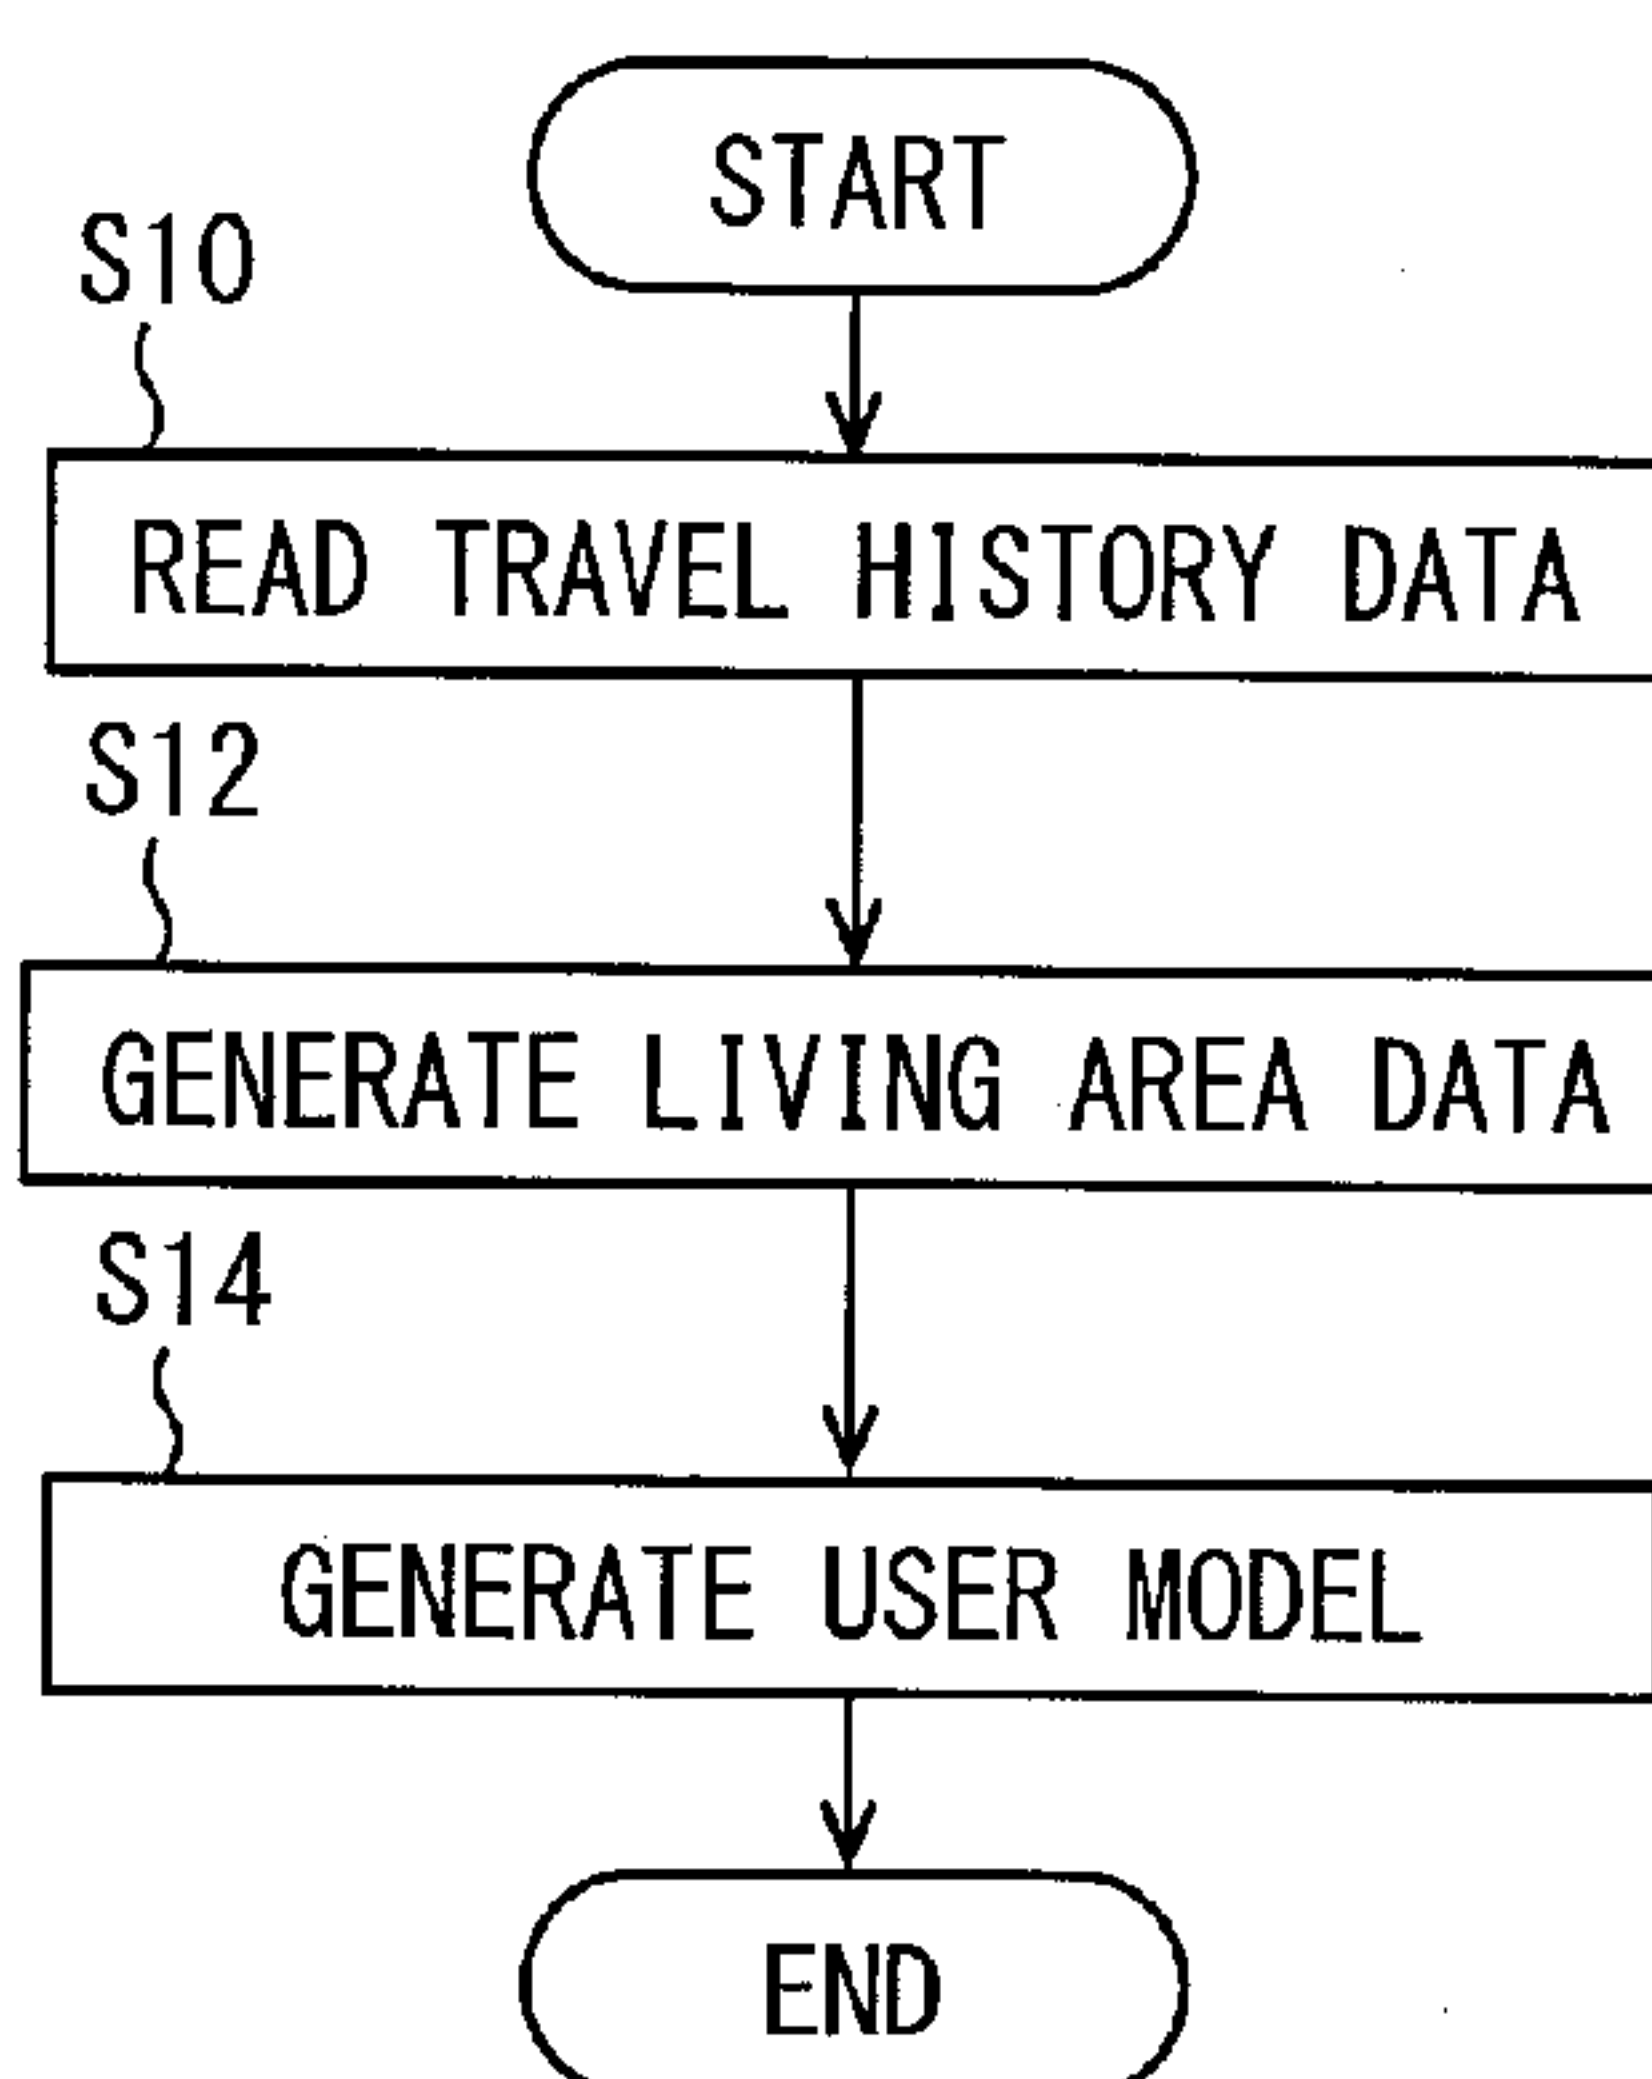 START
S10
READ TRAVEL HISTORY DATA
S12
GENERATE LIVING AREA DATA
S14
GENERATE USER MODEL
END